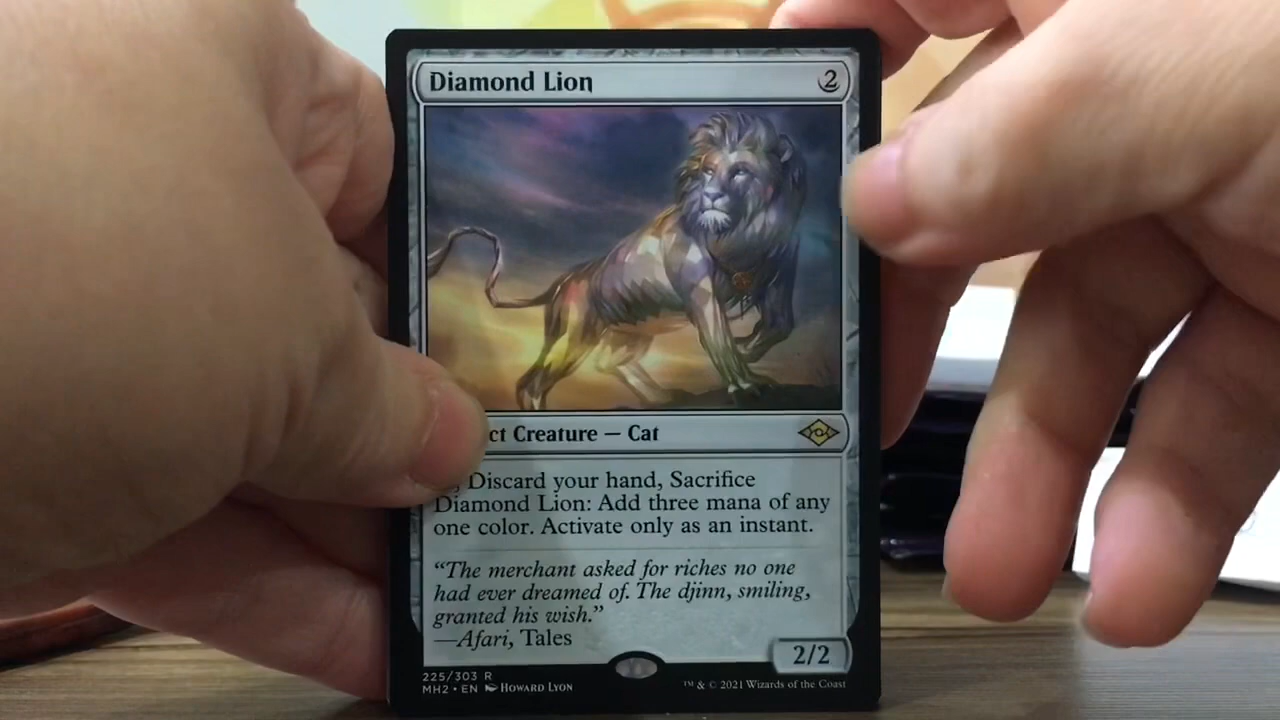 Diamond Lion 2
ct Creature — Cat
, Discard your hand, Sacrifice
Diamond Lion: Add three mana of any
one color. Activate only as an instant.
“The merchant asked for riches no one
had ever dreamed of. The djinn, smiling,
granted his wish.”
—Afari, Tales
2/2
225/303 R
MH2 • EN Howard Lyon
™ & © 2021 Wizards of the Coast